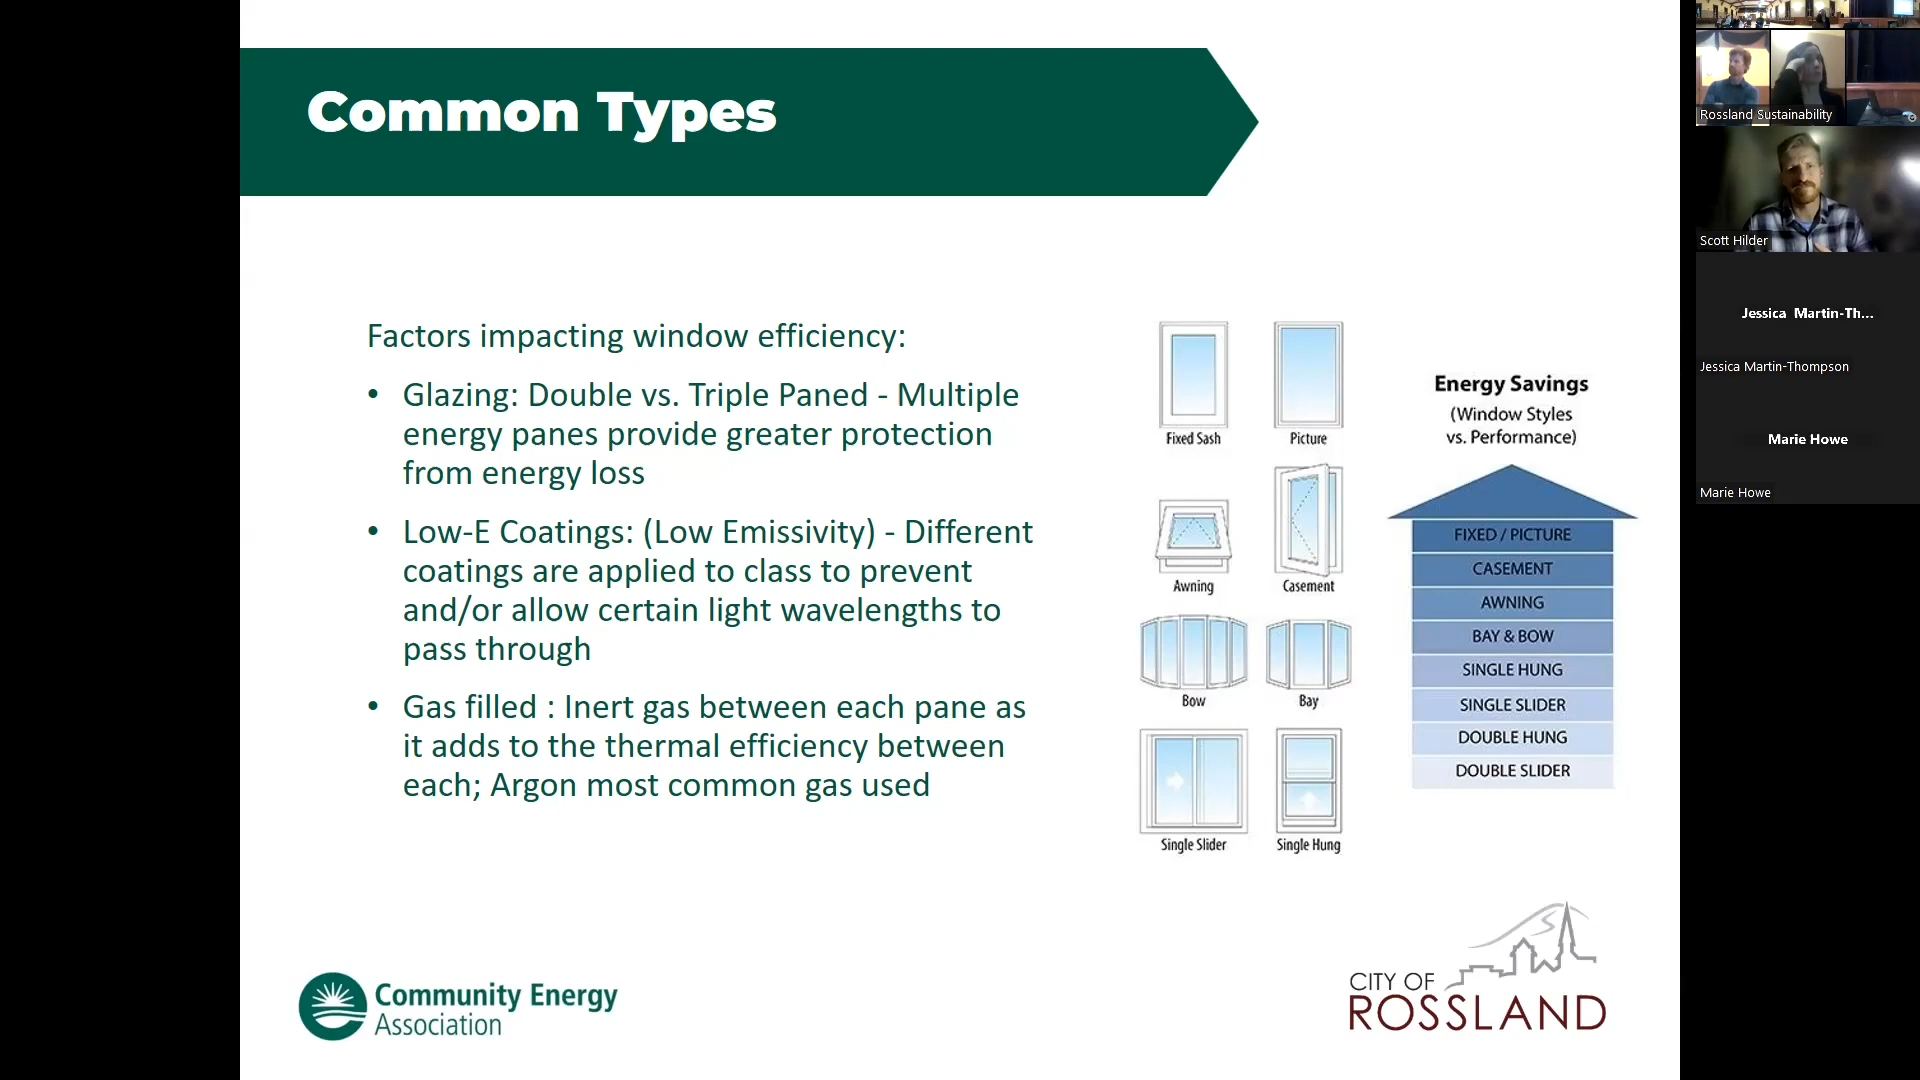 Common Types
Factors impacting window efficiency:
• Glazing: Double vs. Triple Paned - Multiple
energy panes provide greater protection
from energy loss
• Low-E Coatings: (Low Emissivity) - Different
coatings are applied to class to prevent
and/or allow certain light wavelengths to
pass through
• Gas filled : Inert gas between each pane as
it adds to the thermal efficiency between
each; Argon most common gas used
Fixed Sash
Picture
Awning
Casement
Bow
Bay
Single Slider
Single Hung
Energy Savings
(Window Styles
vs. Performance)
FIXED / PICTURE
CASEMENT
AWNING
BAY & BOW
SINGLE HUNG
SINGLE SLIDER
DOUBLE HUNG
DOUBLE SLIDER
Community Energy
Association
CITY OF
ROSSLAND
Rossland Sustainability
Scott Hilder
Jessica Martin-Th...
Jessica Martin-Thompson
Marie Howe
Marie Howe